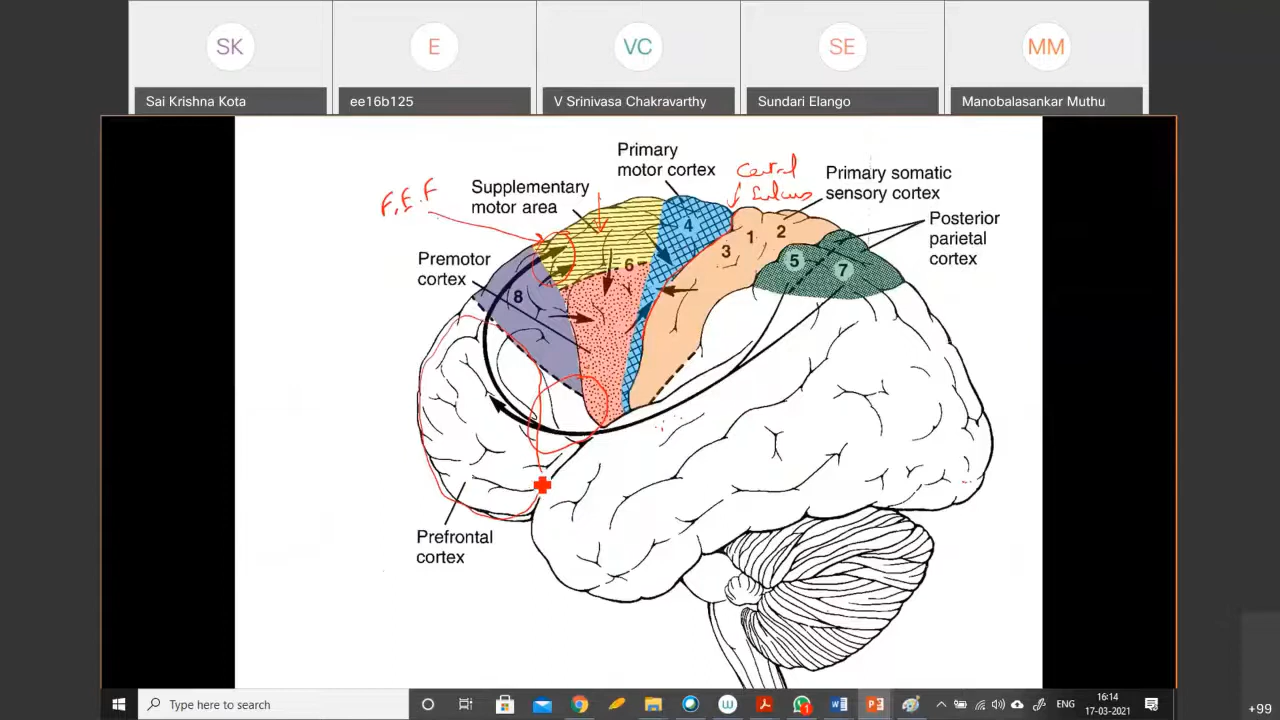 SK
E
VC
SE
MM
Sai Krishna Kota
ee16b125
V Srinivasa Chakravarthy
Sundari Elango
Manobalasankar Muthu
Primary
motor cortex
Central
Sulcus
Primary somatic
sensory cortex
F.E.F
Supplementary
motor area
Posterior
parietal
cortex
Premotor
cortex
4
1
2
3
6
5
7
8
Prefrontal
cortex
Type here to search
ENG
16:14
17-03-2021
+99